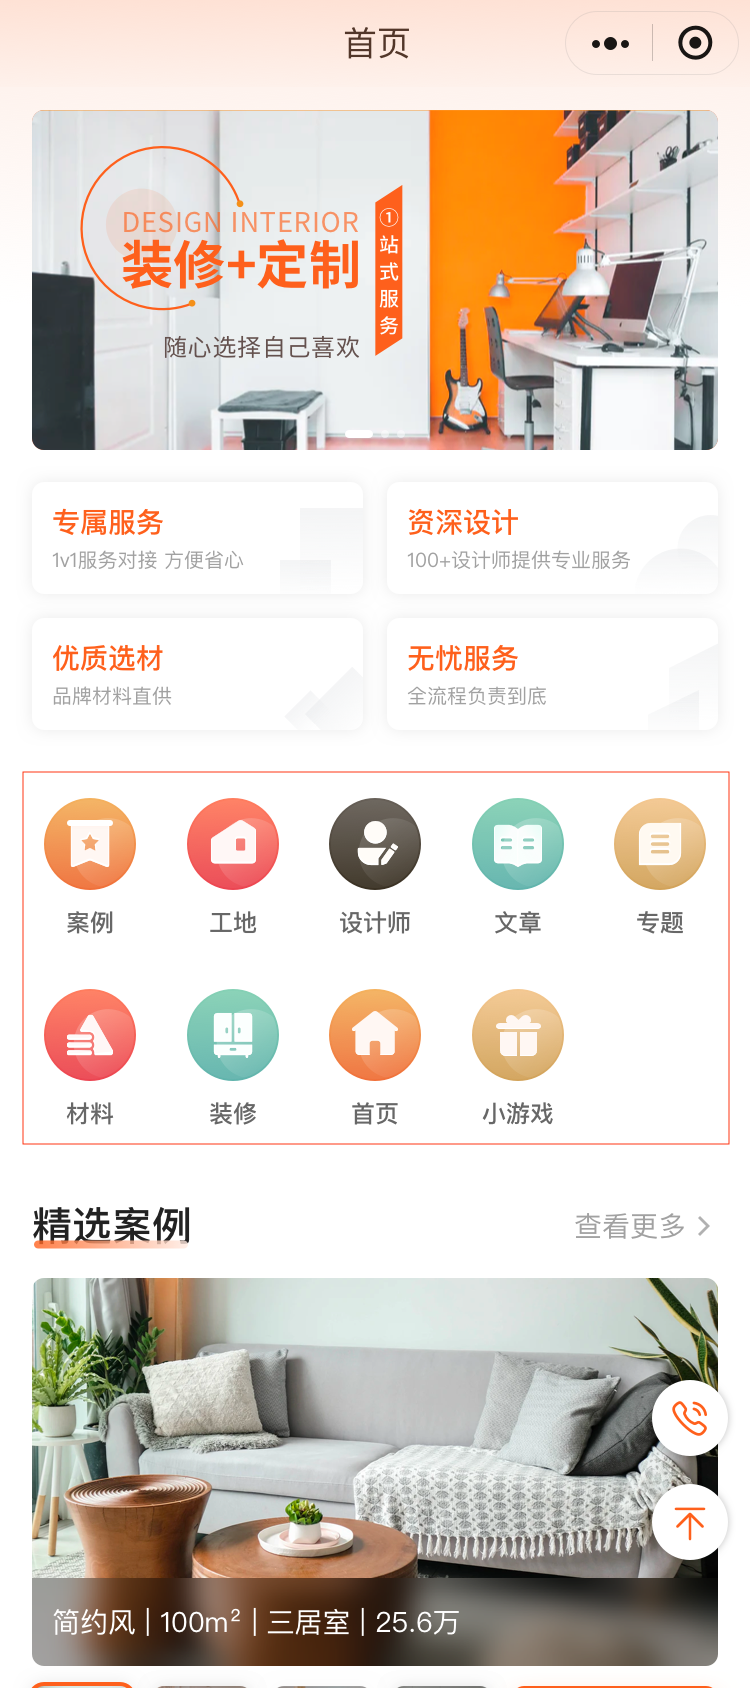 首页
DESIGN INTERIOR
装修+定制
①站式服务
随心选择自己喜欢
专属服务
1v1服务对接 方便省心
资深设计
100+设计师提供专业服务
优质选材
品牌材料直供
无忧服务
全流程负责到底
案例
工地
设计师
文章
专题
材料
装修
首页
小游戏
精选案例
查看更多
简约风 | 100m² | 三居室 | 25.6万